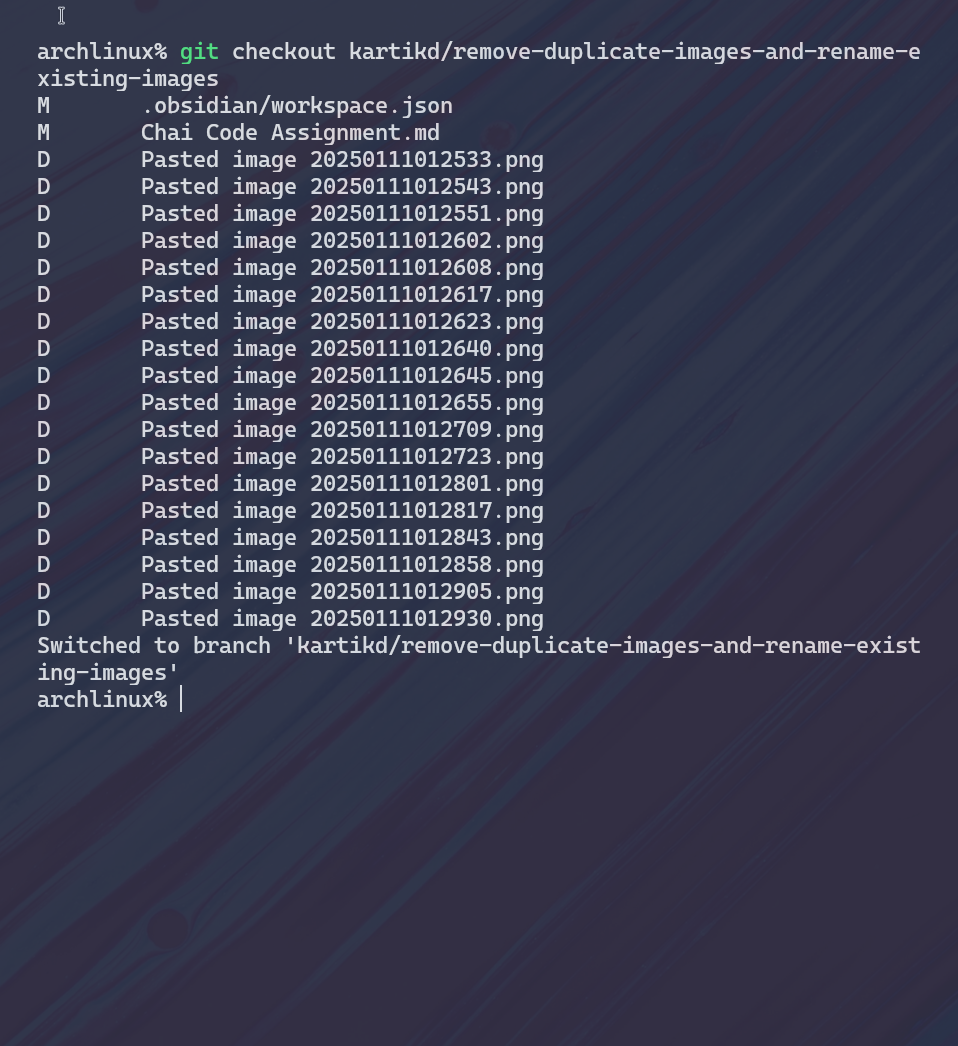 archlinux% git checkout kartikd/remove-duplicate-images-and-rename-e
xisting-images
M       .obsidian/workspace.json
M       Chai Code Assignment.md
D       Pasted image 20250111012533.png
D       Pasted image 20250111012543.png
D       Pasted image 20250111012551.png
D       Pasted image 20250111012602.png
D       Pasted image 20250111012608.png
D       Pasted image 20250111012617.png
D       Pasted image 20250111012623.png
D       Pasted image 20250111012640.png
D       Pasted image 20250111012645.png
D       Pasted image 20250111012655.png
D       Pasted image 20250111012709.png
D       Pasted image 20250111012723.png
D       Pasted image 20250111012801.png
D       Pasted image 20250111012817.png
D       Pasted image 20250111012843.png
D       Pasted image 20250111012858.png
D       Pasted image 20250111012905.png
D       Pasted image 20250111012930.png
Switched to branch 'kartikd/remove-duplicate-images-and-rename-exist
ing-images'
archlinux%